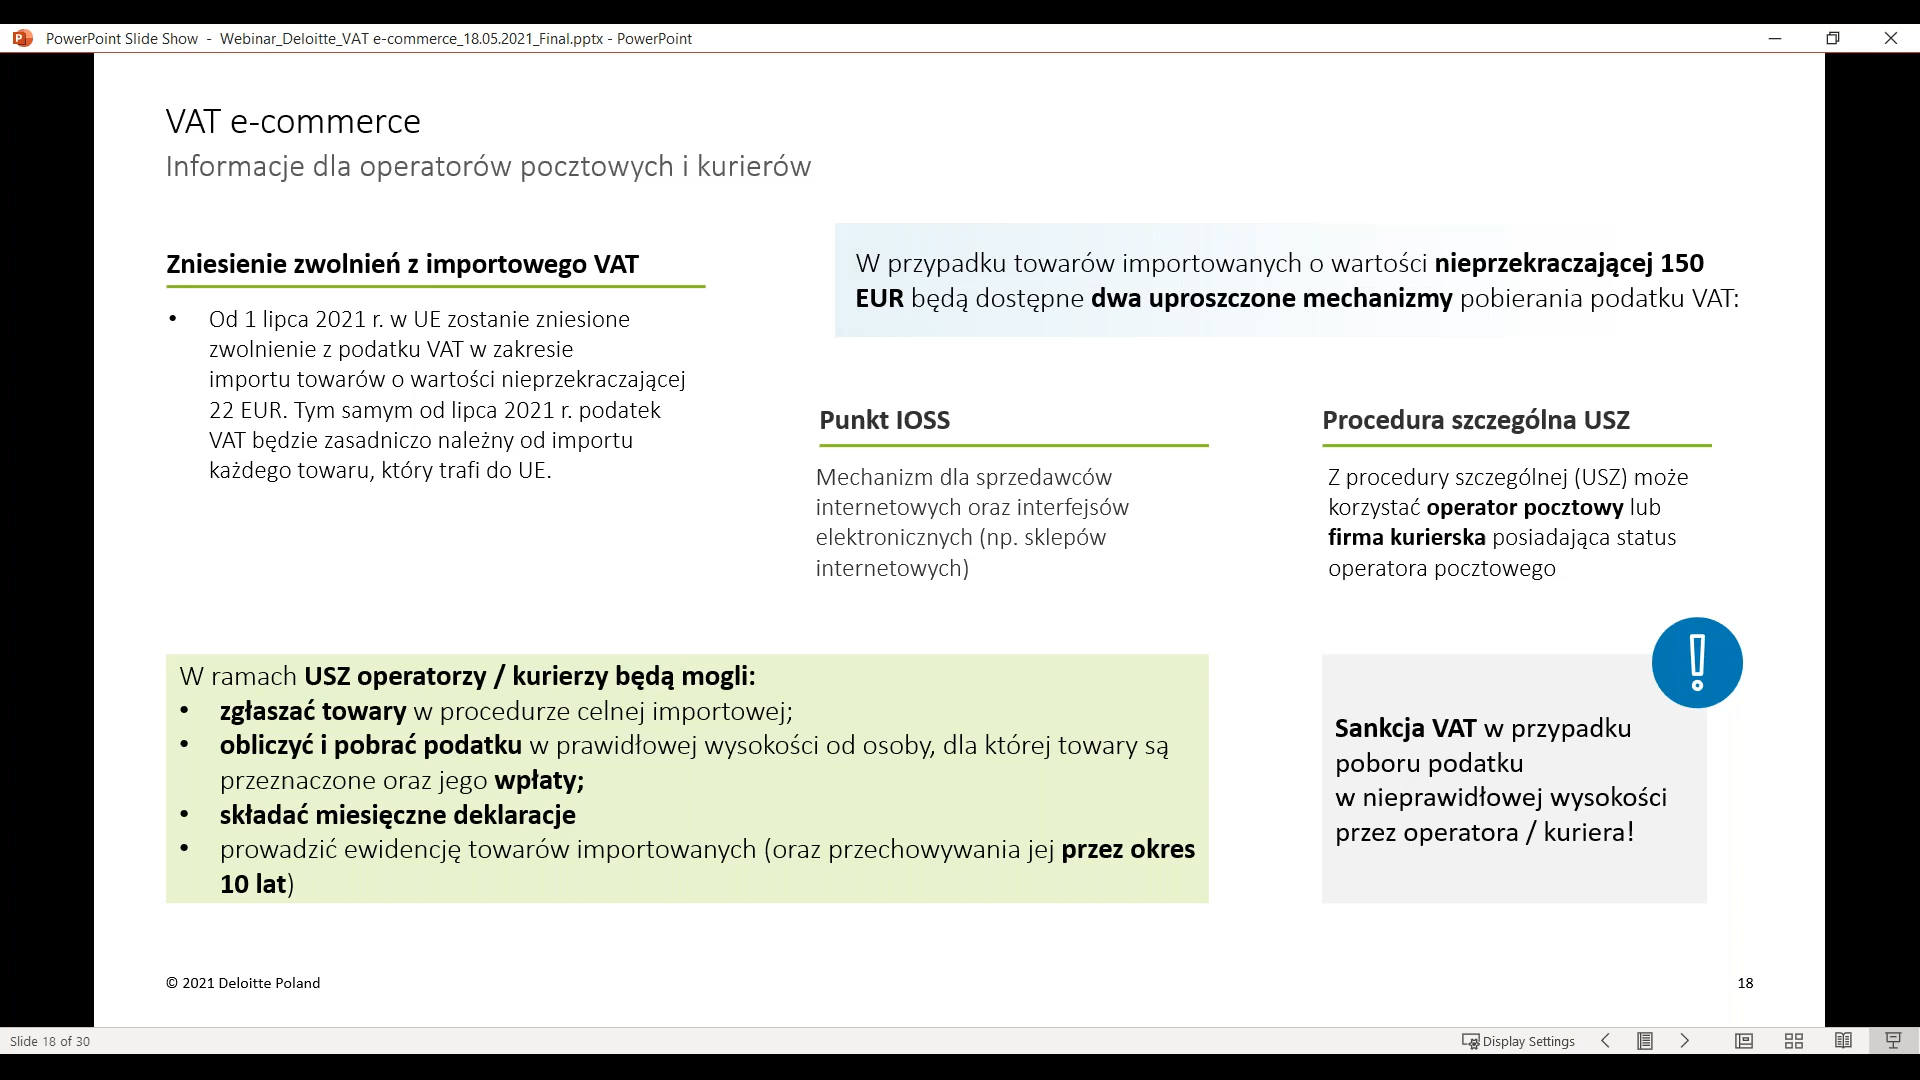 PowerPoint Slide Show - Webinar_Deloitte_VAT e-commerce_18.05.2021_Final.pptx - PowerPoint
VAT e-commerce
Informacje dla operatorów pocztowych i kurierów
Zniesienie zwolnień z importowego VAT
• Od 1 lipca 2021 r. w UE zostanie zniesione
zwolnienie z podatku VAT w zakresie
importu towarów o wartości nieprzekraczającej
22 EUR. Tym samym od lipca 2021 r. podatek
VAT będzie zasadniczo należny od importu
każdego towaru, który trafi do UE.
W przypadku towarów importowanych o wartości nieprzekraczającej 150
EUR będą dostępne dwa uproszczone mechanizmy pobierania podatku VAT:
Punkt IOSS
Mechanizm dla sprzedawców
internetowych oraz interfejsów
elektronicznych (np. sklepów
internetowych)
Procedura szczególna USZ
Z procedury szczególnej (USZ) może
korzystać operator pocztowy lub
firma kurierska posiadająca status
operatora pocztowego
W ramach USZ operatorzy / kurierzy będą mogli:
• zgłaszać towary w procedurze celnej importowej;
• obliczyć i pobrać podatku w prawidłowej wysokości od osoby, dla której towary są
przeznaczone oraz jego wpłaty;
• składać miesięczne deklaracje
• prowadzić ewidencję towarów importowanych (oraz przechowywania jej przez okres
10 lat)
Sankcja VAT w przypadku
poboru podatku
w nieprawidłowej wysokości
przez operatora / kuriera!
© 2021 Deloitte Poland
18
Slide 18 of 30
Display Settings